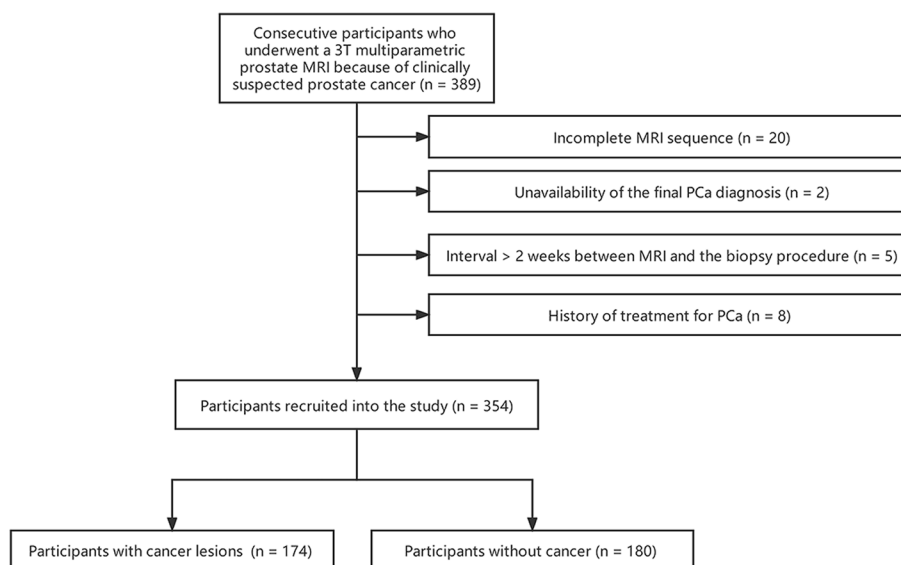 Consecutive participants who
underwent a 3T multiparametric
prostate MRI because of clinically
suspected prostate cancer (n = 389)
Incomplete MRI sequence (n = 20)
Unavailability of the final PCa diagnosis (n = 2)
Interval > 2 weeks between MRI and the biopsy procedure (n = 5)
History of treatment for PCa (n = 8)
Participants recruited into the study (n = 354)
Participants with cancer lesions (n = 174)
Participants without cancer (n = 180)